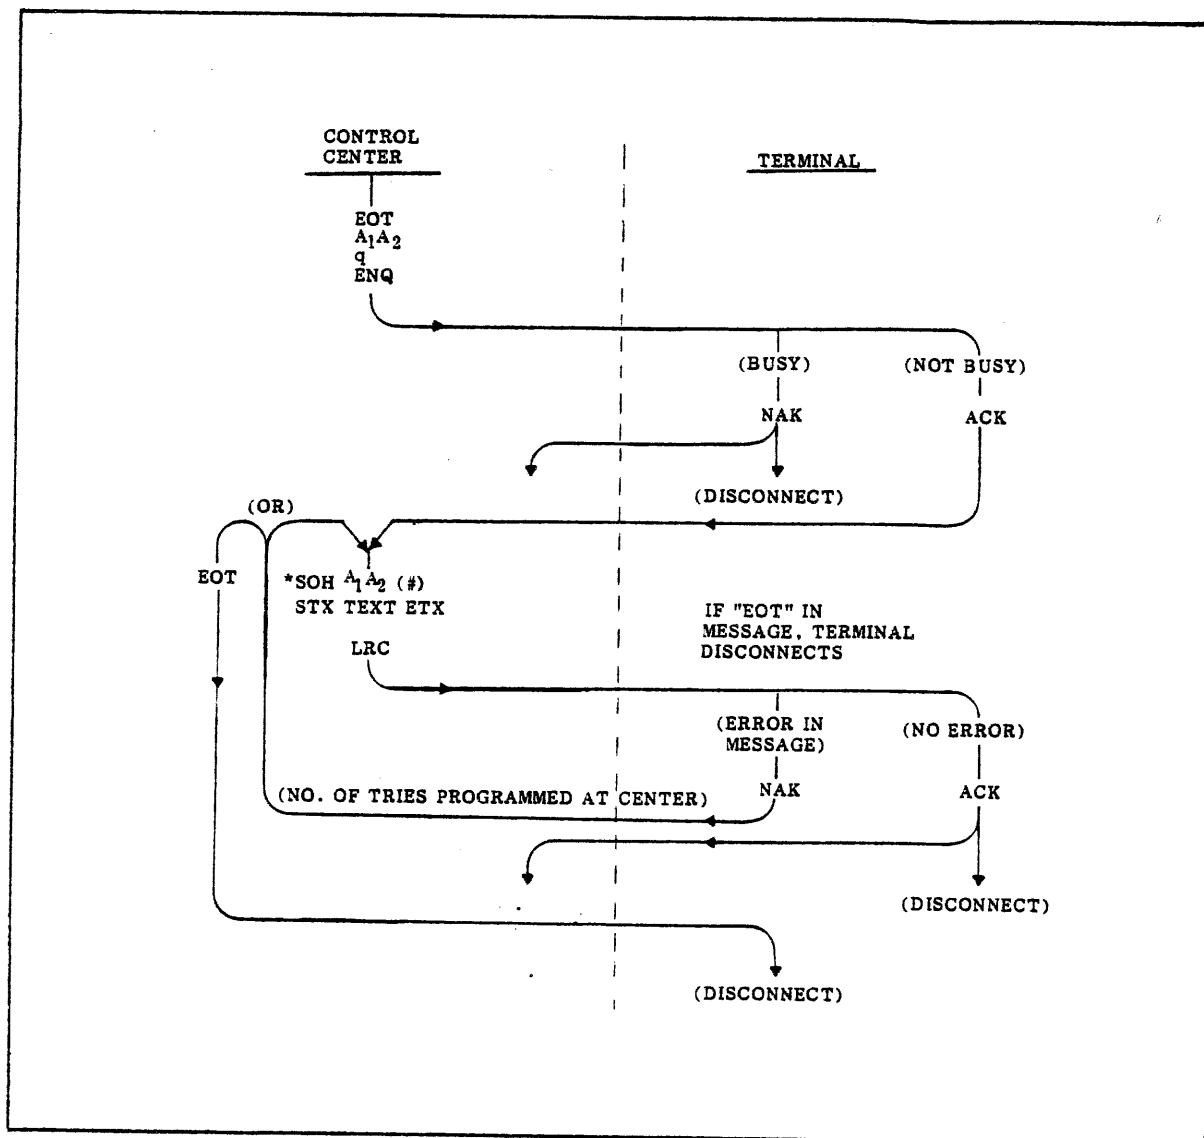 CONTROL
CENTER
TERMINAL
EOT
A₁A₂
q
ENQ
(BUSY)
(NOT BUSY)
NAK
ACK
(DISCONNECT)
(OR)
EOT
*SOH A₁A₂ (#)
STX TEXT ETX
LRC
IF "EOT" IN
MESSAGE, TERMINAL
DISCONNECTS
(ERROR IN
MESSAGE)
(NO ERROR)
(NO. OF TRIES PROGRAMMED AT CENTER)
NAK
ACK
(DISCONNECT)
(DISCONNECT)